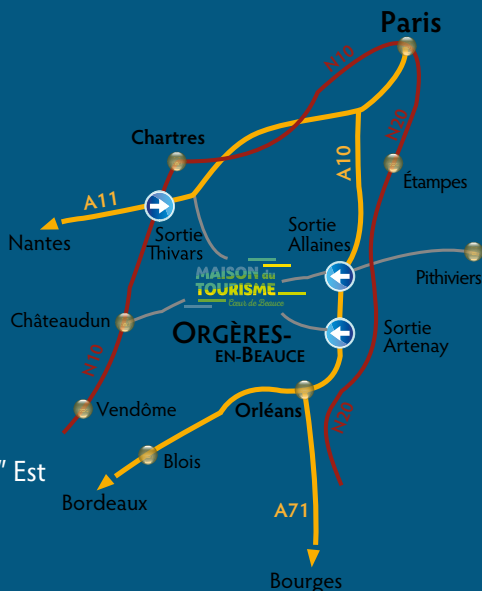 Paris
N10
N20
Chartres
A10
Étampes
A11
Sortie
Thivars
Sortie
Allaines
Nantes
Pithiviers
MAISON du
TOURISME
Cœur de Beauce
Châteaudun
ORGÈRES-
EN-BEAUCE
Sortie
Artenay
N10
Vendôme
Orléans
N20
" Est
Blois
Bordeaux
A71
Bourges